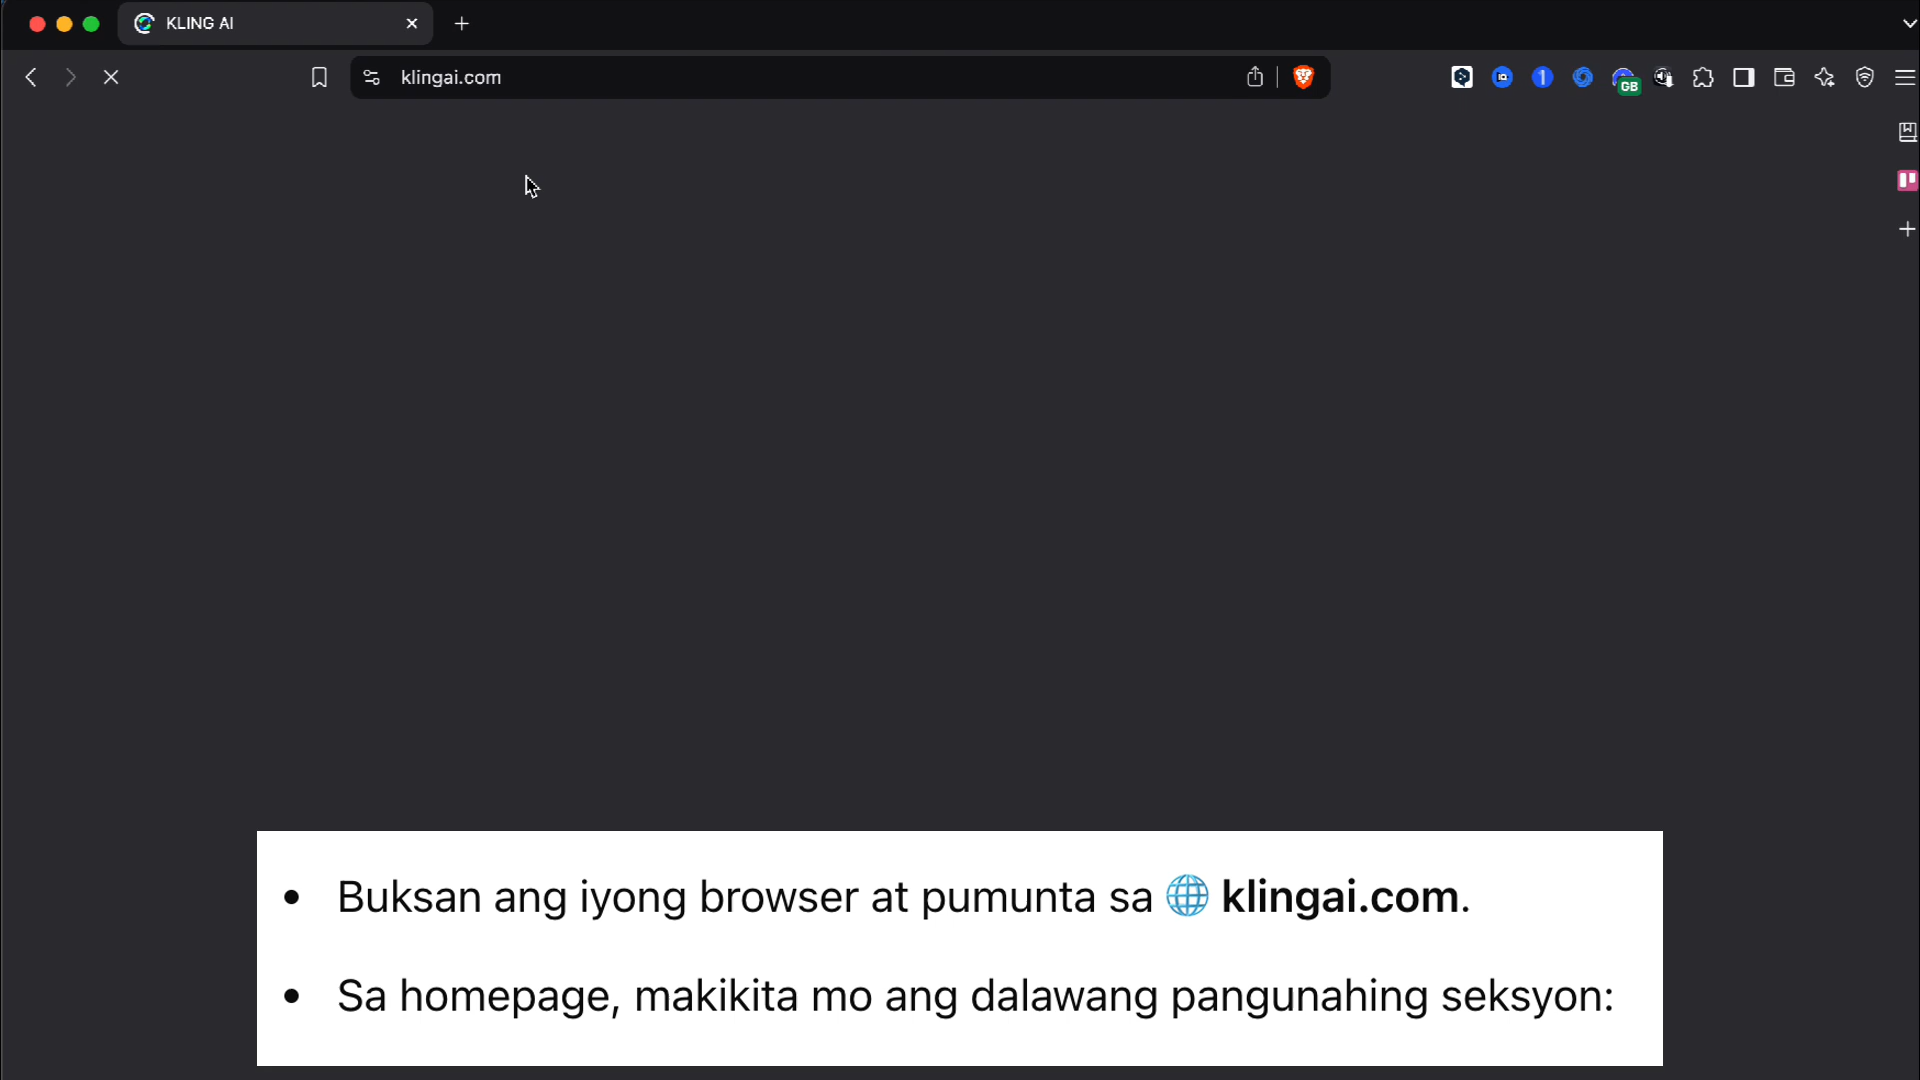 KLING AI
klingai.com
GB
• Buksan ang iyong browser at pumunta sa 🌐 klingai.com.
• Sa homepage, makikita mo ang dalawang pangunahing seksyon: